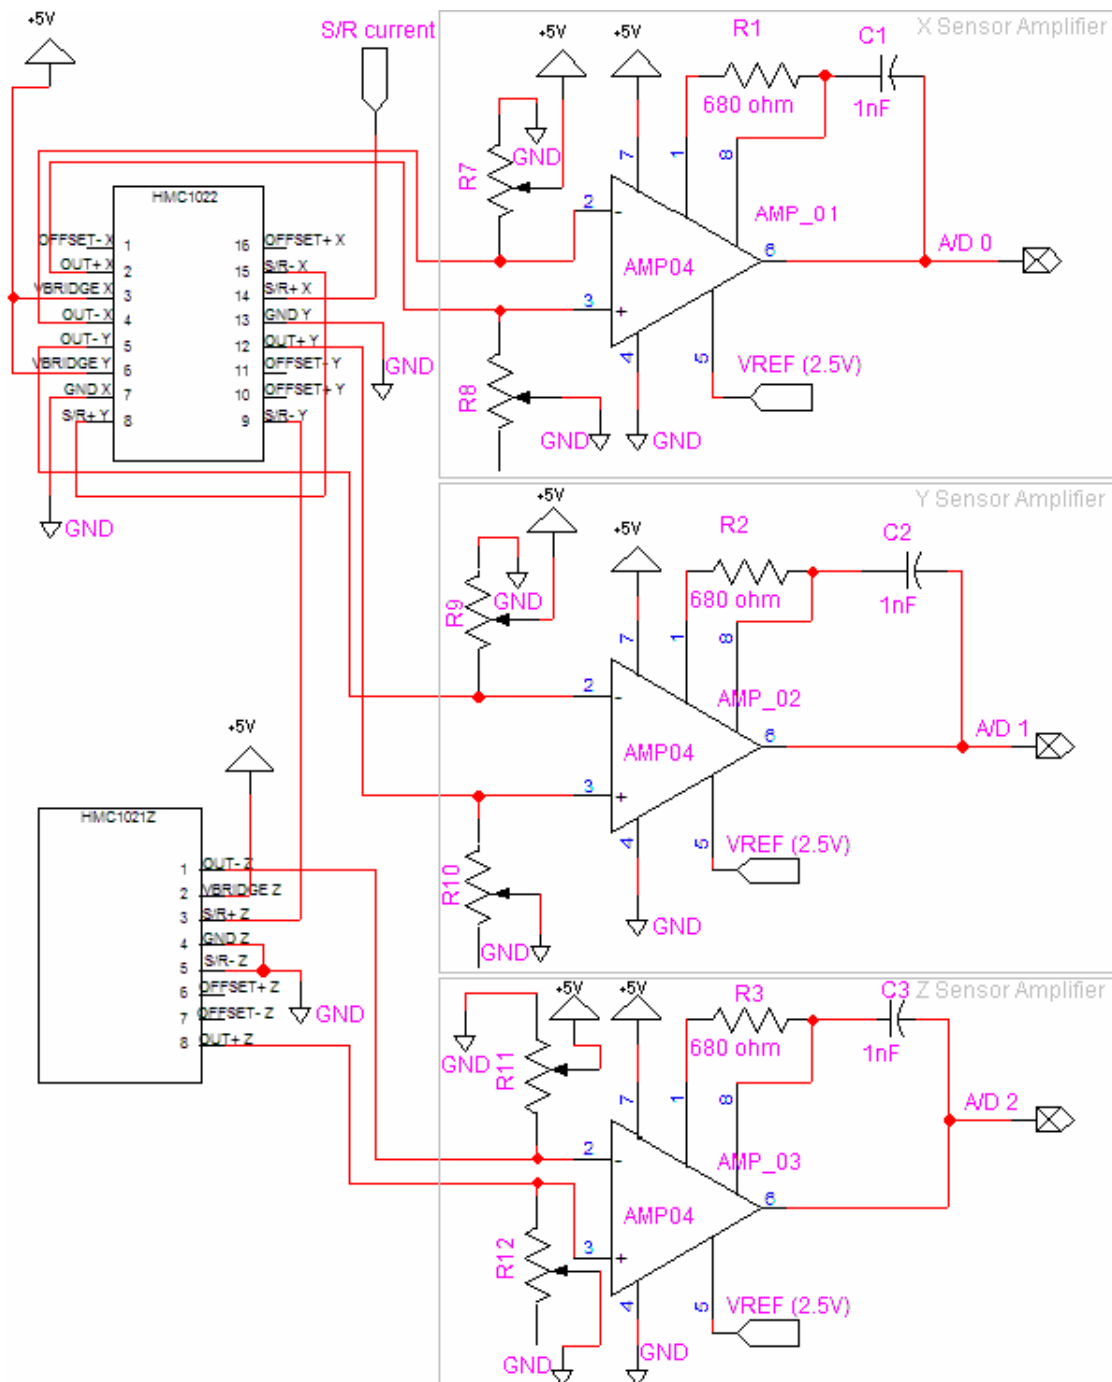 +5V
S/R current
+5V
+5V
R1
C1
X Sensor Amplifier
680 ohm
1nF
GND
R7
7
1
8
HMC1022
2
-
AMP_01
OFFSET- X
1
16
OFFSET+ X
OUT+ X
2
15
S/R- X
VBRIDGE X
3
14
S/R+ X
OUT- X
4
13
GND Y
OUT- Y
5
12
OUT+ Y
VBRIDGE Y
6
11
OFFSET- Y
GND X
7
10
OFFSET+ Y
S/R+ Y
8
9
S/R- Y
GND
GND
AMP04
6
A/D 0
3
+
4
5
VREF (2.5V)
R8
GND
GND
Y Sensor Amplifier
+5V
+5V
R2
C2
680 ohm
1nF
GND
R9
7
1
8
2
-
AMP_02
AMP04
6
A/D 1
3
+
4
5
VREF (2.5V)
R10
GND
GND
+5V
HMC1021Z
1
OUT- Z
2
VBRIDGE Z
3
S/R+ Z
4
GND Z
5
S/R- Z
6
OFFSET+ Z
7
OFFSET- Z
8
OUT+ Z
GND
Z Sensor Amplifier
+5V
+5V
R3
C3
680 ohm
1nF
GND
R11
7
1
8
2
-
AMP_03
AMP04
6
A/D 2
3
+
4
5
VREF (2.5V)
R12
GND
GND